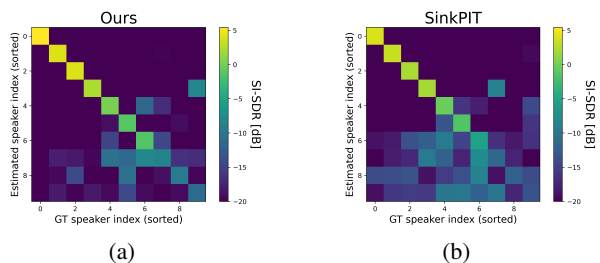 Ours
Estimated speaker index (sorted)
0
2
4
6
8
0 2 4 6 8
GT speaker index (sorted)
5
0
−5
−10
−15
−20
SI-SDR [dB]
(a)
SinkPIT
Estimated speaker index (sorted)
0
2
4
6
8
0 2 4 6 8
GT speaker index (sorted)
5
0
−5
−10
−15
−20
SI-SDR [dB]
(b)